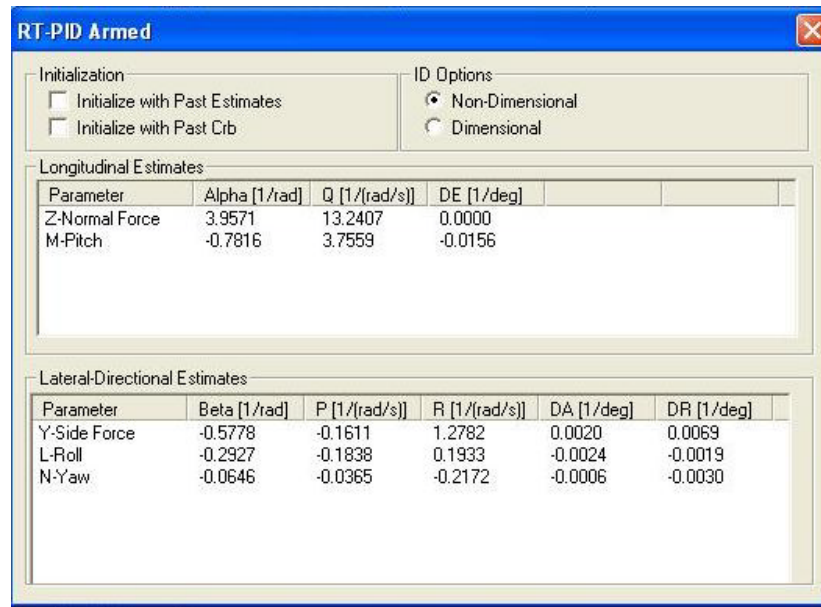 RT-PID Armed
Initialization
Initialize with Past Estimates
Initialize with Past Crb
ID Options
Non-Dimensional
Dimensional
Longitudinal Estimates
Parameter Alpha [1/rad] Q [1/(rad/s)] DE [1/deg]
Z-Normal Force 3.9571 13.2407 0.0000
M-Pitch -0.7816 3.7559 -0.0156
Lateral-Directional Estimates
Parameter Beta [1/rad] P [1/(rad/s)] R [1/(rad/s)] DA [1/deg] DR [1/deg]
Y-Side Force -0.5778 -0.1611 1.2782 0.0020 0.0069
L-Roll -0.2927 -0.1838 0.1933 -0.0024 -0.0019
N-Yaw -0.0646 -0.0365 -0.2172 -0.0006 -0.0030